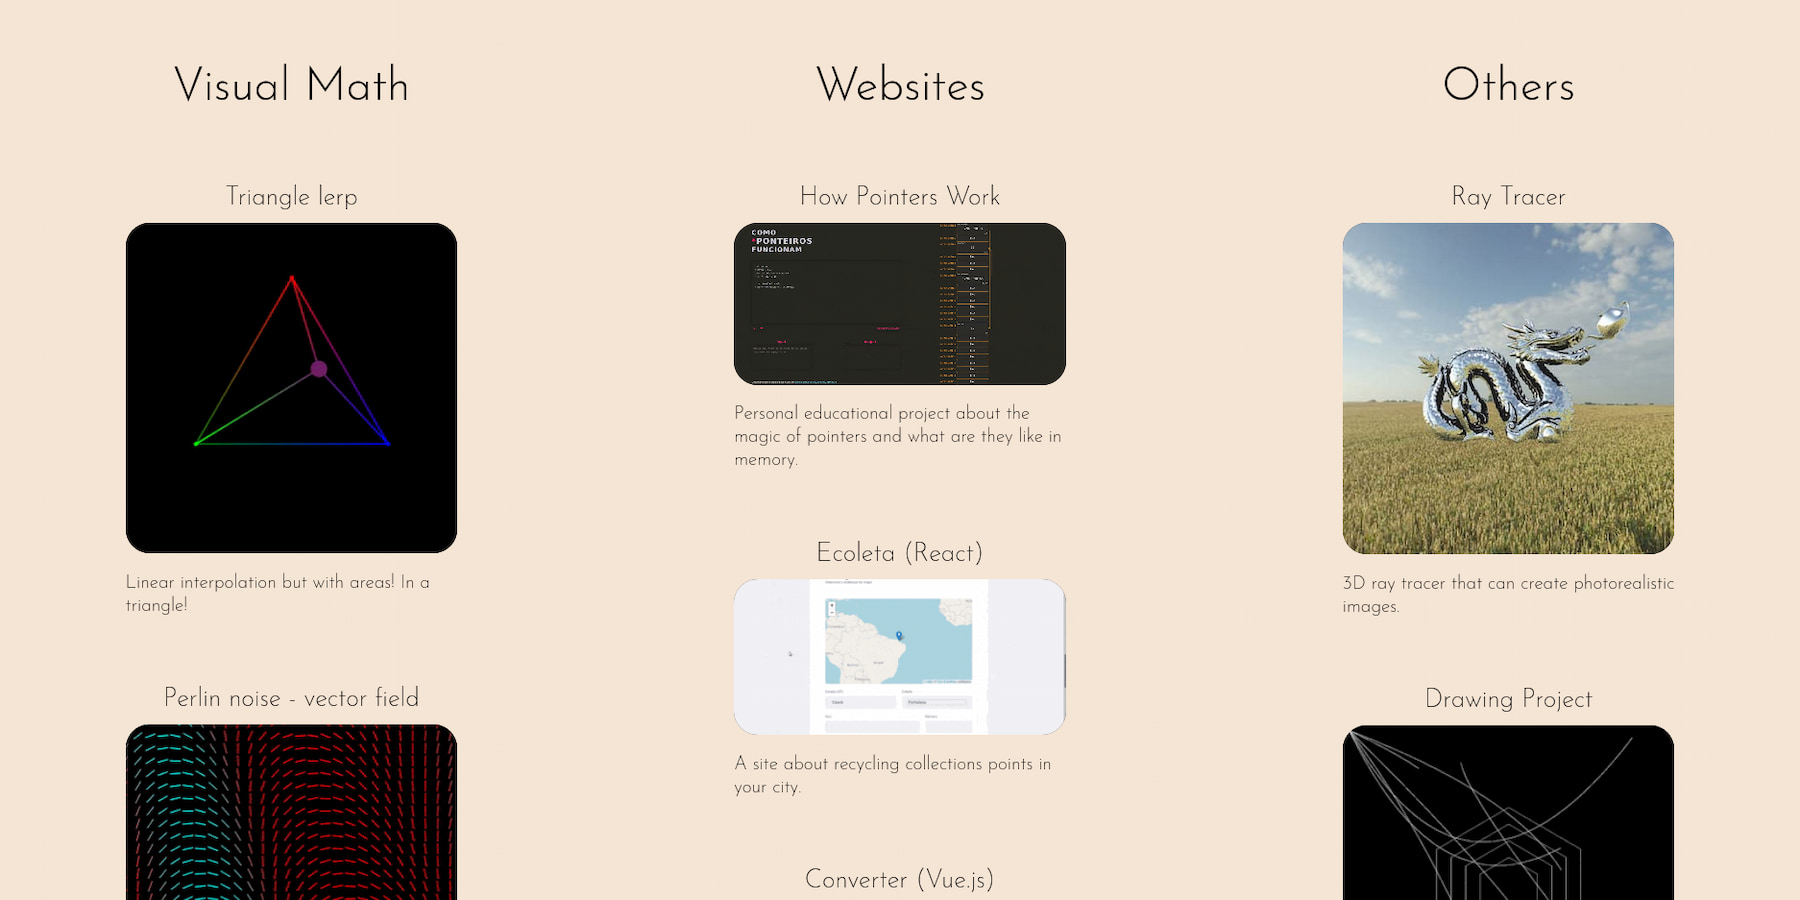 Visual Math
Triangle lerp
Linear interpolation but with areas! In a
triangle!
Perlin noise - vector field
Websites
How Pointers Work
COMO
*PONTEIROS
FUNCIONAM
Personal educational project about the
magic of pointers and what are they like in
memory.
Ecoleta (React)
A site about recycling collections points in
your city.
Converter (Vue.js)
Others
Ray Tracer
3D ray tracer that can create photorealistic
images.
Drawing Project